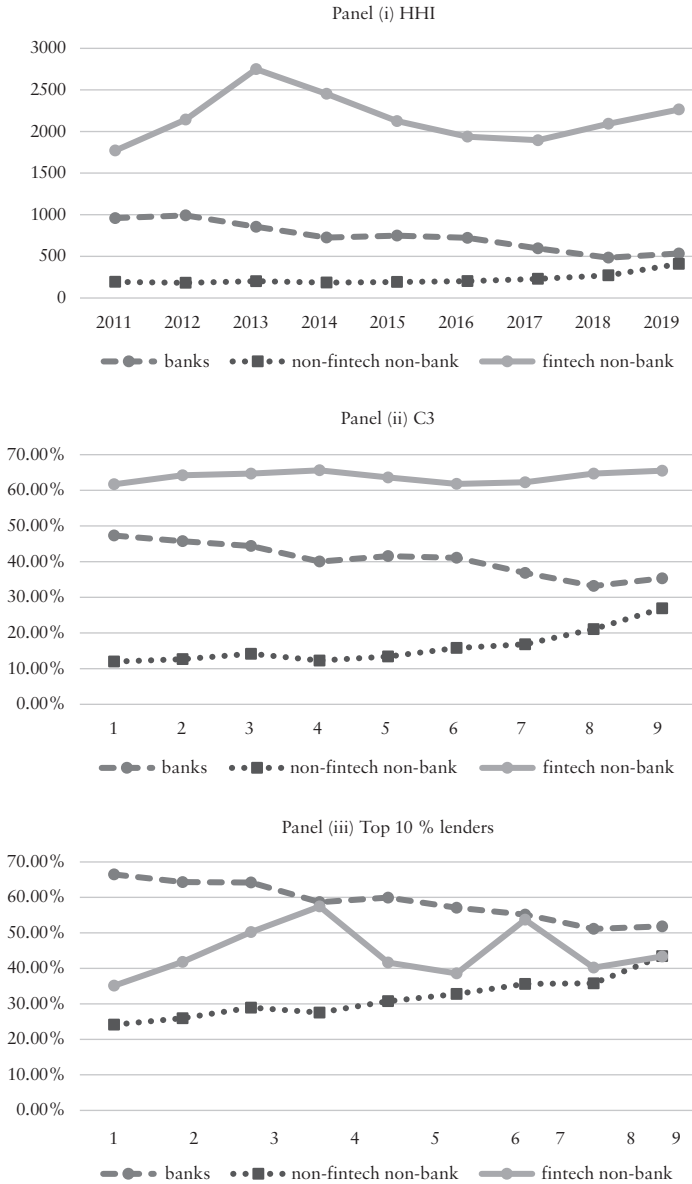 Panel (i) HHI
3000
2500
2000
1500
1000
500
0
2011 2012 2013 2014 2015 2016 2017 2018 2019
banks non-fintech non-bank fintech non-bank
Panel (ii) C3
70.00%
60.00%
50.00%
40.00%
30.00%
20.00%
10.00%
0.00%
1 2 3 4 5 6 7 8 9
banks non-fintech non-bank fintech non-bank
Panel (iii) Top 10 % lenders
70.00%
60.00%
50.00%
40.00%
30.00%
20.00%
10.00%
0.00%
1 2 3 4 5 6 7 8 9
banks non-fintech non-bank fintech non-bank